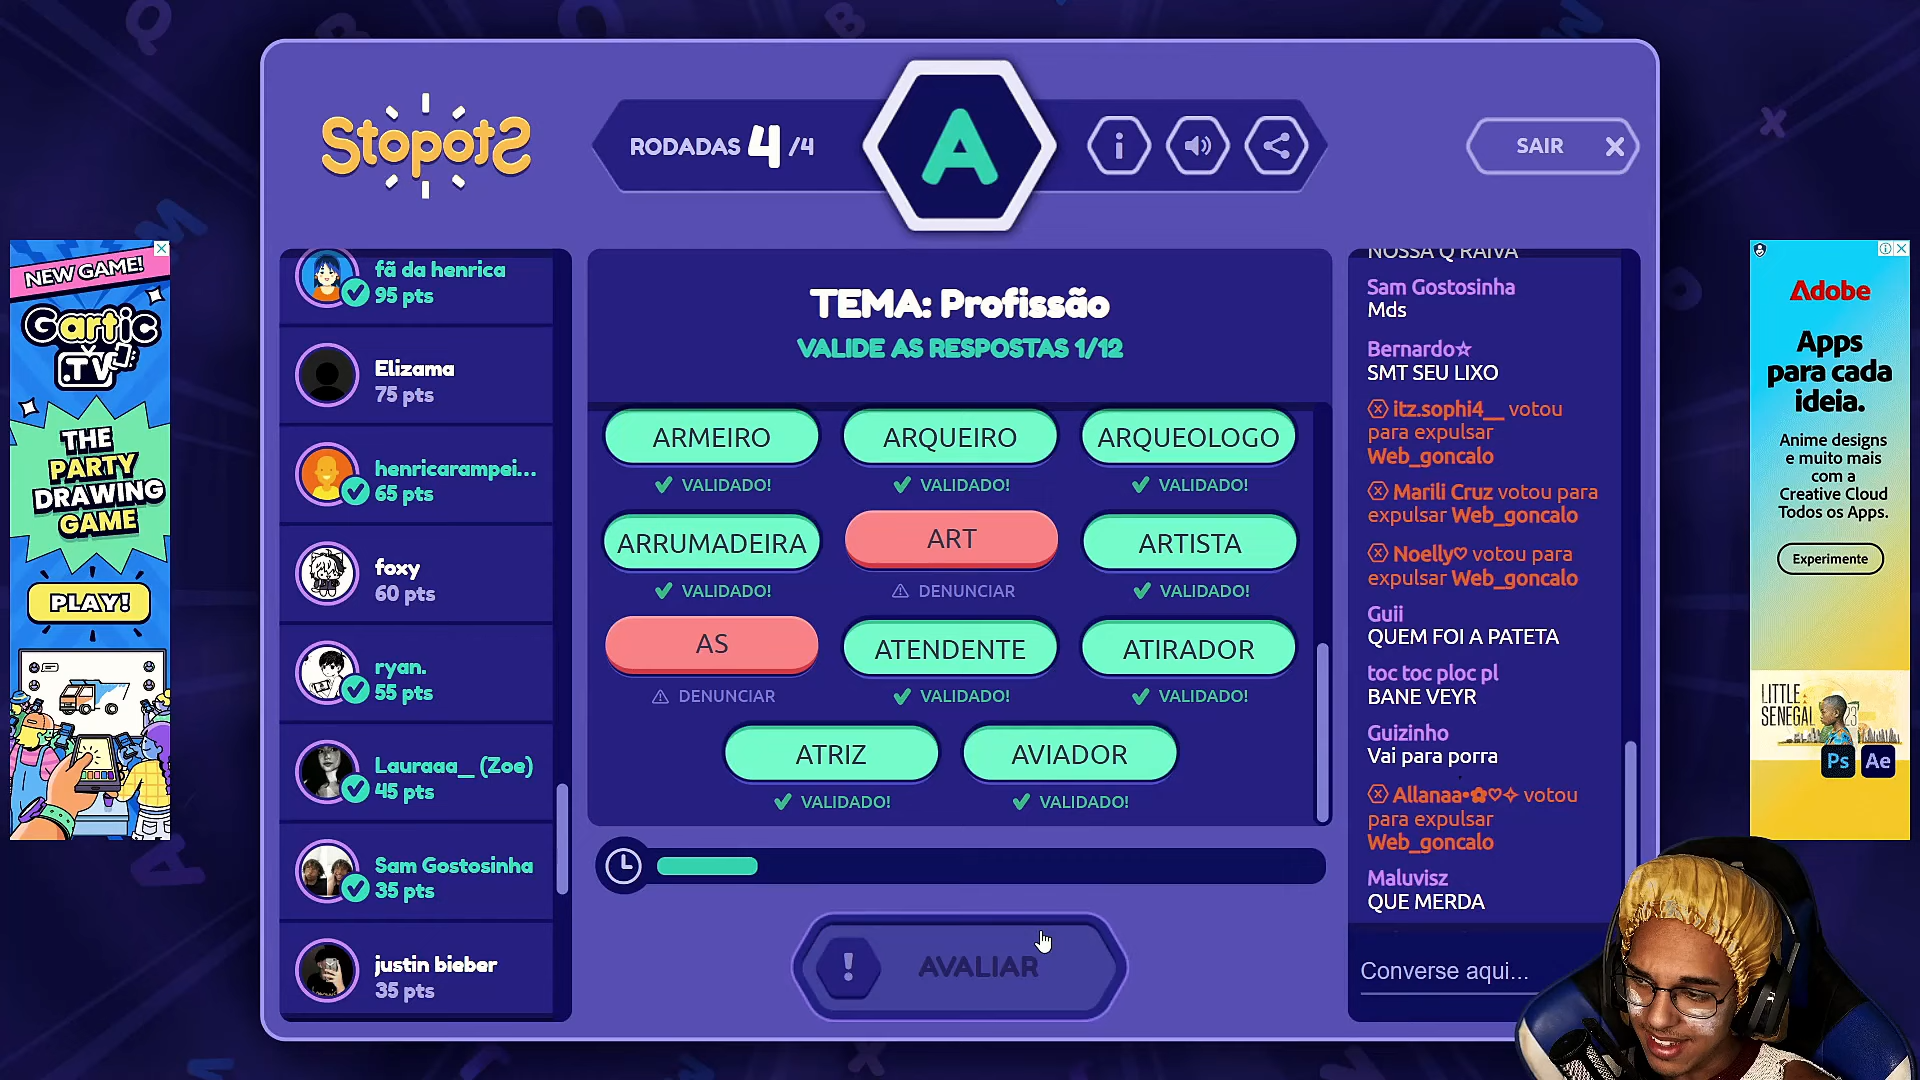 StopotS
RODADAS 4 /4
A
SAIR
NEW GAME!
Gartic
.TV
THE
PARTY
DRAWING
GAME
PLAY!
fã da henrica
95 pts
Elizama
75 pts
henricarampei...
65 pts
foxy
60 pts
ryan.
55 pts
Lauraaa_ (Zoe)
45 pts
Sam Gostosinha
35 pts
justin bieber
35 pts
TEMA: Profissão
VALIDE AS RESPOSTAS 1/12
ARMEIRO
ARQUEIRO
ARQUEOLOGO
VALIDADO!
VALIDADO!
VALIDADO!
ARRUMADEIRA
ART
ARTISTA
VALIDADO!
DENUNCIAR
VALIDADO!
AS
ATENDENTE
ATIRADOR
DENUNCIAR
VALIDADO!
VALIDADO!
ATRIZ
AVIADOR
VALIDADO!
VALIDADO!
! AVALIAR
NOSSA Q RAIVA
Sam Gostosinha
Mds
Bernardo☆
SMT SEU LIXO
itz.sophi4__ votou
para expulsar
Web_goncalo
Marili Cruz votou para
expulsar Web_goncalo
Noelly♡ votou para
expulsar Web_goncalo
Guii
QUEM FOI A PATETA
toc toc ploc pl
BANE VEYR
Guizinho
Vai para porra
Allanaa•✿♡✧ votou
para expulsar
Web_goncalo
Maluvisz
QUE MERDA
Converse aqui...
Adobe
Apps
para cada
ideia.
Anime designs
e muito mais
com a
Creative Cloud
Todos os Apps.
Experimente
LITTLE
SENEGAL
23
Ps
Ae